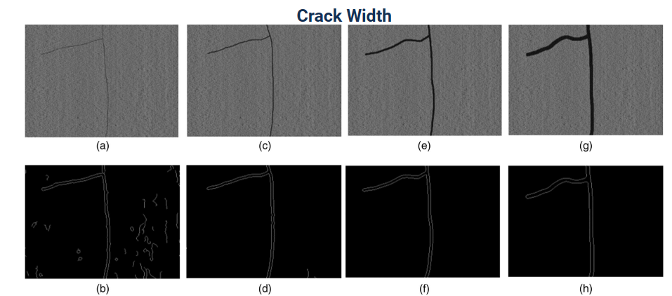 Crack Width
(a) (c) (e) (g)
(b) (d) (f) (h)